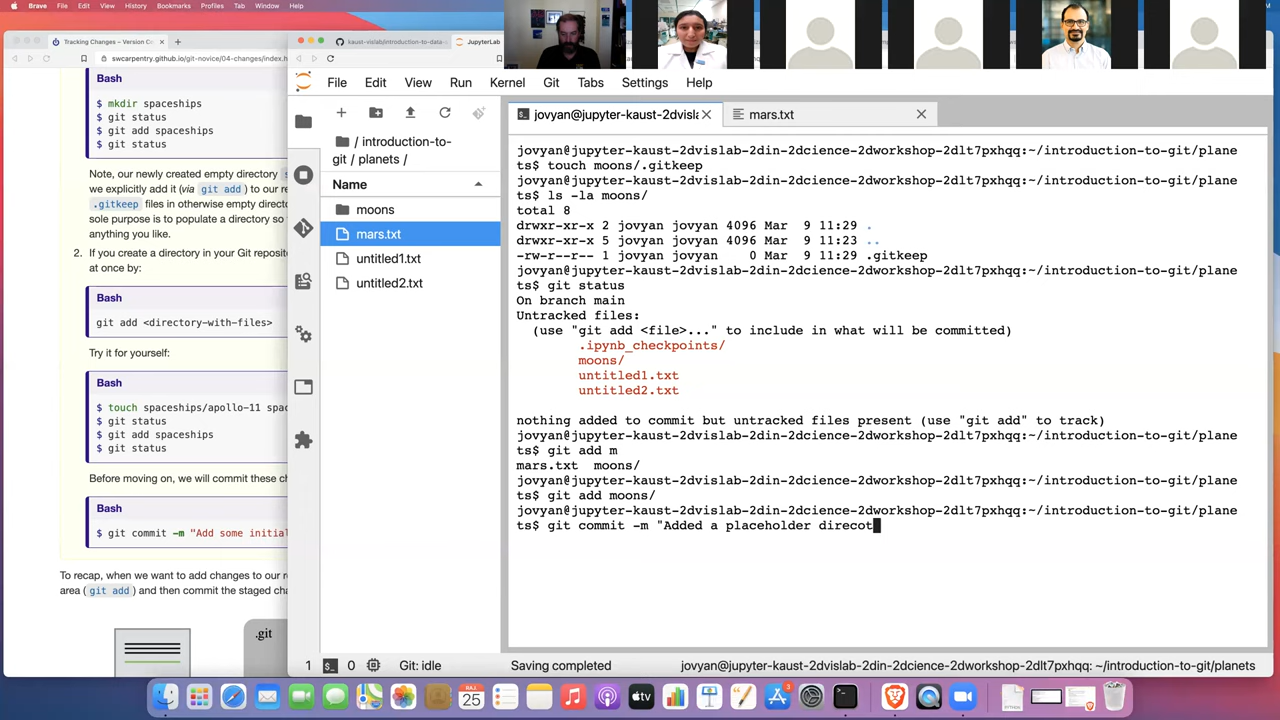 Brave File Edit View History Bookmarks Profiles Tab Window Help
Tracking Changes – Version C
swcarpentry.github.io/git-novice/04-changes/index.h
Bash
$ mkdir spaceships
$ git status
$ git add spaceships
$ git status
Note, our newly created empty directory s
we explicitly add it (via git add ) to our re
.gitkeep files in otherwise empty directo
sole purpose is to populate a directory so
anything you like.
2. If you create a directory in your Git reposito
at once by:
Bash
git add <directory-with-files>
Try it for yourself:
Bash
$ touch spaceships/apollo-11 spac
$ git status
$ git add spaceships
$ git status
Before moving on, we will commit these ch
Bash
$ git commit -m "Add some initial
To recap, when we want to add changes to our re
area ( git add ) and then commit the staged cha
.git
kaust-vislab/introduction-to-data-
JupyterLab
File Edit View Run Kernel Git Tabs Settings Help
/ introduction-to-
git / planets /
Name
moons
mars.txt
untitled1.txt
untitled2.txt
jovyan@jupyter-kaust-2dvisla
mars.txt
jovyan@jupyter-kaust-2dvislab-2din-2dcience-2dworkshop-2dlt7pxhqq:~/introduction-to-git/plane
ts$ touch moons/.gitkeep
jovyan@jupyter-kaust-2dvislab-2din-2dcience-2dworkshop-2dlt7pxhqq:~/introduction-to-git/plane
ts$ ls -la moons/
total 8
drwxr-xr-x 2 jovyan jovyan 4096 Mar  9 11:29 .
drwxr-xr-x 5 jovyan jovyan 4096 Mar  9 11:23 ..
-rw-r--r-- 1 jovyan jovyan    0 Mar  9 11:29 .gitkeep
jovyan@jupyter-kaust-2dvislab-2din-2dcience-2dworkshop-2dlt7pxhqq:~/introduction-to-git/plane
ts$ git status
On branch main
Untracked files:
(use "git add <file>..." to include in what will be committed)
.ipynb_checkpoints/
moons/
untitled1.txt
untitled2.txt
nothing added to commit but untracked files present (use "git add" to track)
jovyan@jupyter-kaust-2dvislab-2din-2dcience-2dworkshop-2dlt7pxhqq:~/introduction-to-git/plane
ts$ git add m
mars.txt  moons/
jovyan@jupyter-kaust-2dvislab-2din-2dcience-2dworkshop-2dlt7pxhqq:~/introduction-to-git/plane
ts$ git add moons/
jovyan@jupyter-kaust-2dvislab-2din-2dcience-2dworkshop-2dlt7pxhqq:~/introduction-to-git/plane
ts$ git commit -m "Added a placeholder direcot
1 0 Git: idle Saving completed jovyan@jupyter-kaust-2dvislab-2din-2dcience-2dworkshop-2dlt7pxhqq: ~/introduction-to-git/planets
25
3